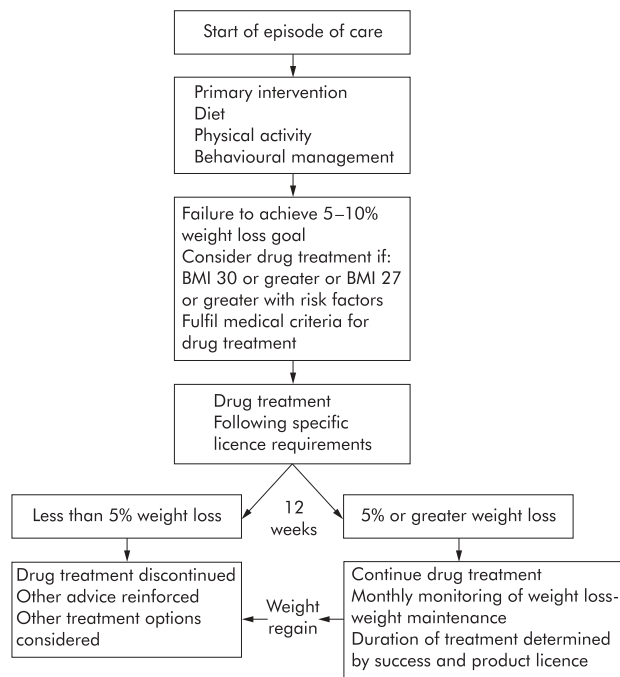 Start of episode of care
Primary intervention
Diet
Physical activity
Behavioural management
Failure to achieve 5–10%
weight loss goal
Consider drug treatment if:
BMI 30 or greater or BMI 27
or greater with risk factors
Fulfil medical criteria for
drug treatment
Drug treatment
Following specific
licence requirements
Less than 5% weight loss
12
weeks
5% or greater weight loss
Drug treatment discontinued
Other advice reinforced
Other treatment options
considered
Weight
regain
Continue drug treatment
Monthly monitoring of weight loss-
weight maintenance
Duration of treatment determined
by success and product licence